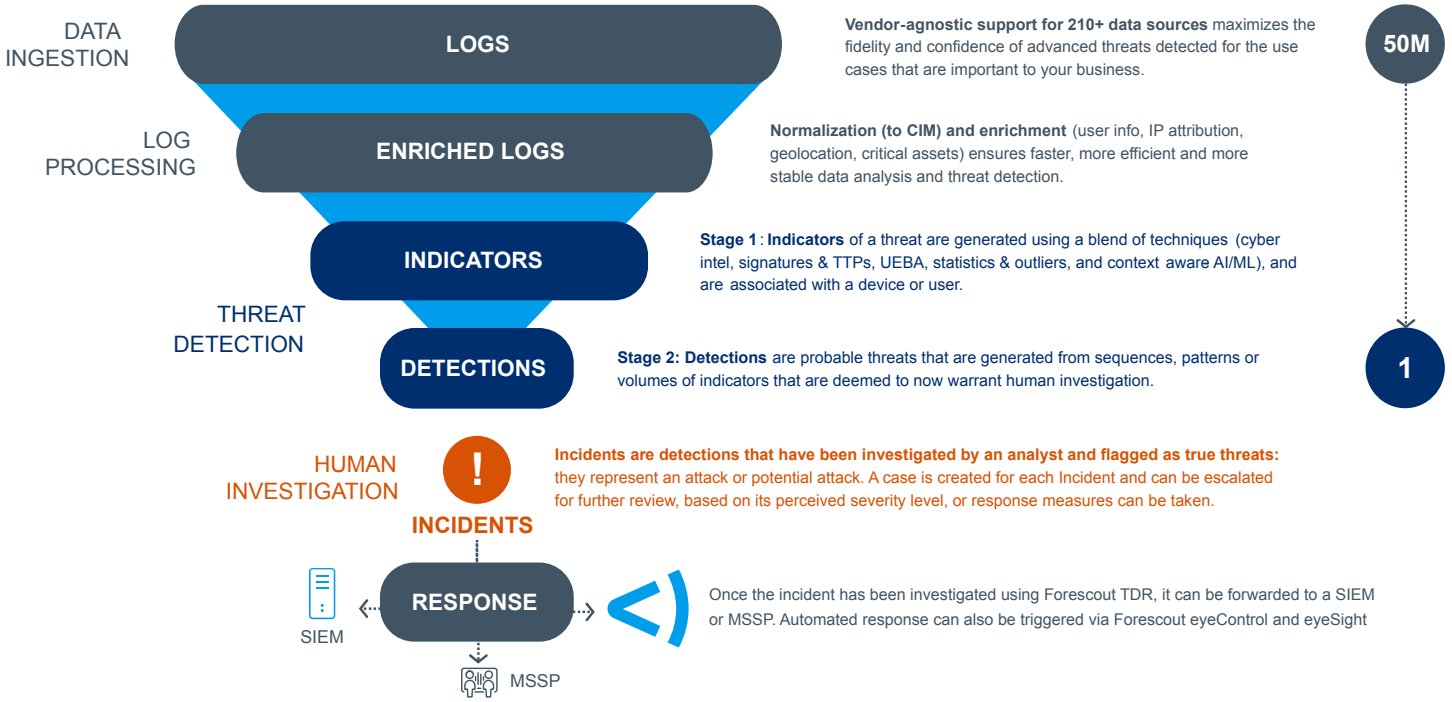 DATA
INGESTION
LOGS
Vendor-agnostic support for 210+ data sources maximizes the
fidelity and confidence of advanced threats detected for the use
cases that are important to your business.
50M
LOG
PROCESSING
ENRICHED LOGS
Normalization (to CIM) and enrichment (user info, IP attribution,
geolocation, critical assets) ensures faster, more efficient and more
stable data analysis and threat detection.
INDICATORS
Stage 1: Indicators of a threat are generated using a blend of techniques (cyber
intel, signatures & TTPs, UEBA, statistics & outliers, and context aware AI/ML), and
are associated with a device or user.
THREAT
DETECTION
DETECTIONS
Stage 2: Detections are probable threats that are generated from sequences, patterns or
volumes of indicators that are deemed to now warrant human investigation.
1
HUMAN
INVESTIGATION
!
INCIDENTS
Incidents are detections that have been investigated by an analyst and flagged as true threats:
they represent an attack or potential attack. A case is created for each Incident and can be escalated
for further review, based on its perceived severity level, or response measures can be taken.
RESPONSE
SIEM
MSSP
Once the incident has been investigated using Forescout TDR, it can be forwarded to a SIEM
or MSSP. Automated response can also be triggered via Forescout eyeControl and eyeSight